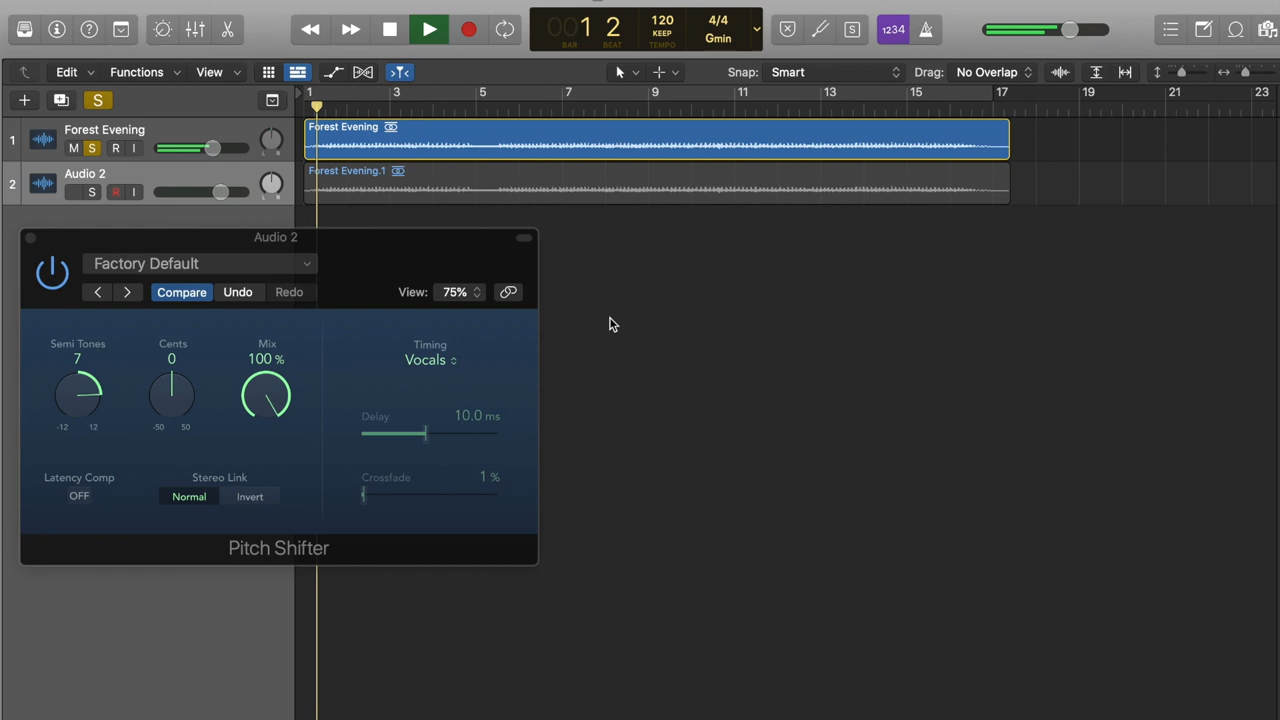 1 2 120 4/4
KEEP Gmin
BAR BEAT TEMPO
1234
S
Edit Functions View Snap: Smart Drag: No Overlap
S
1 3 5 7 9 11 13 15 17 19 21 23
1 Forest Evening Forest Evening
M S R I L R
2 Audio 2 Forest Evening.1
S R I L R
Audio 2
Factory Default
Compare Undo Redo View: 75%
Semi Tones Cents Mix Timing
7 0 100 % Vocals
-12 12 -50 50
Delay 10.0 ms
Latency Comp Stereo Link Crossfade 1 %
OFF Normal Invert
Pitch Shifter